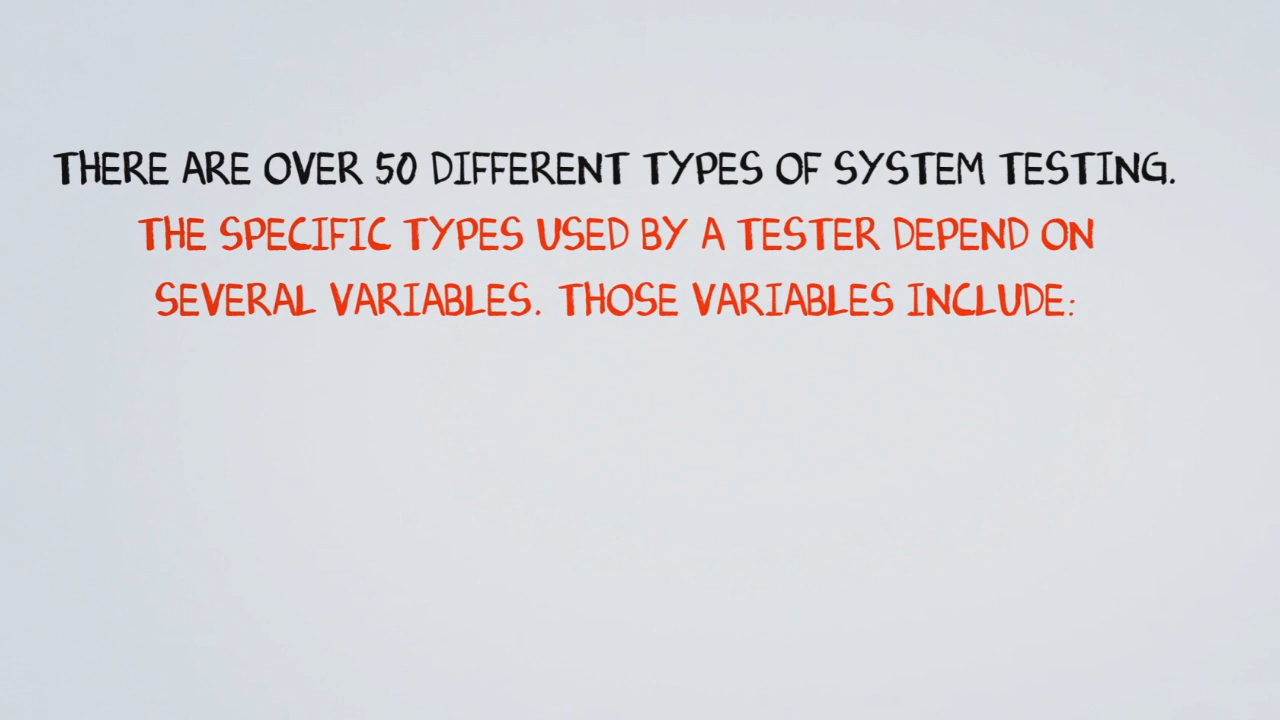 THERE ARE OVER 50 DIFFERENT TYPES OF SYSTEM TESTING.
THE SPECIFIC TYPES USED BY A TESTER DEPEND ON
SEVERAL VARIABLES. THOSE VARIABLES INCLUDE: